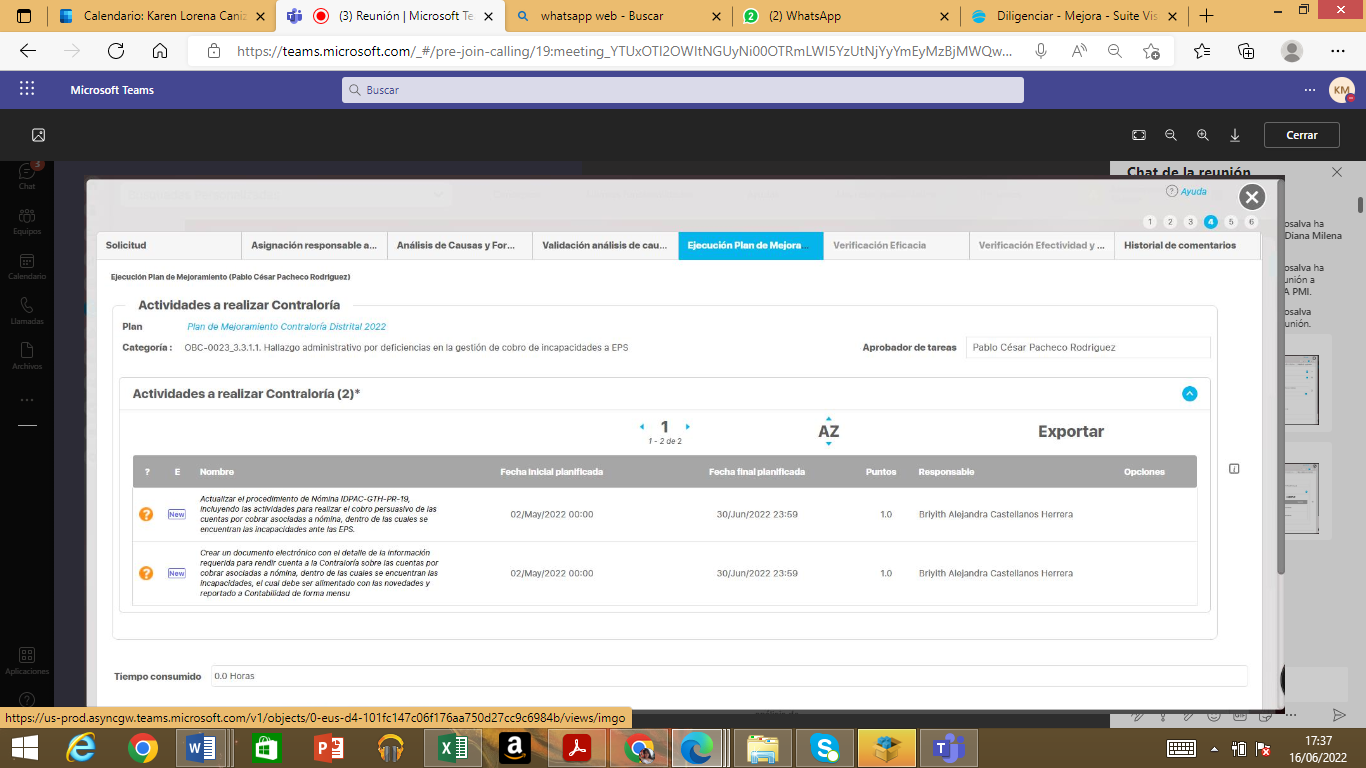 Calendario: Karen Lorena Caniz
(3) Reunión | Microsoft Te
whatsapp web - Buscar
(2) WhatsApp
Diligenciar - Mejora - Suite Vis
https://teams.microsoft.com/_#/pre-join-calling/19:meeting_YTUxOTI2OWItNGUyNi00OTRmLWI5YzUtNjYyYmEyMzBjMWQw...
Microsoft Teams
Buscar
KM
Cerrar
Chat
3
Equipos
Calendario
Llamadas
Archivos
Aplicaciones
Chat de la reunión
Ayuda
1 2 3 4 5 6
Solicitud
Asignación responsable a...
Análisis de Causas y For...
Validación análisis de cau...
Ejecución Plan de Mejora...
Verificación Eficacia
Verificación Efectividad y ...
Historial de comentarios
osalva ha
Diana Milena
osalva ha
unión a
A PMI.
osalva
unión.
Ejecución Plan de Mejoramiento (Pablo César Pacheco Rodriguez)
Actividades a realizar Contraloría
Plan Plan de Mejoramiento Contraloría Distrital 2022
Categoría : OBC-0023_3.3.1.1. Hallazgo administrativo por deficiencias en la gestión de cobro de incapacidades a EPS
Aprobador de tareas Pablo César Pacheco Rodriguez
Actividades a realizar Contraloría (2)*
1
1 - 2 de 2
AZ
Exportar
? E Nombre Fecha inicial planificada Fecha final planificada Puntos Responsable Opciones
Actualizar el procedimiento de Nómina IDPAC-GTH-PR-19,
incluyendo las actividades para realizar el cobro persuasivo de las
cuentas por cobrar asociadas a nómina, dentro de las cuales se
encuentran las incapacidades ante las EPS.
? New 02/May/2022 00:00 30/Jun/2022 23:59 1.0 Briyith Alejandra Castellanos Herrera
Crear un documento electrónico con el detalle de la información
requerida para rendir cuenta a la Contraloría sobre las cuentas por
cobrar asociadas a nómina, dentro de las cuales se encuentran las
incapacidades, el cual debe ser alimentado con las novedades y
reportado a Contabilidad de forma mensu
? New 02/May/2022 00:00 30/Jun/2022 23:59 1.0 Briyith Alejandra Castellanos Herrera
Tiempo consumido 0.0 Horas
https://us-prod.asyncgw.teams.microsoft.com/v1/objects/0-eus-d4-101fc147c06f176aa750d27cc9c6984b/views/imgo
17:37
16/06/2022